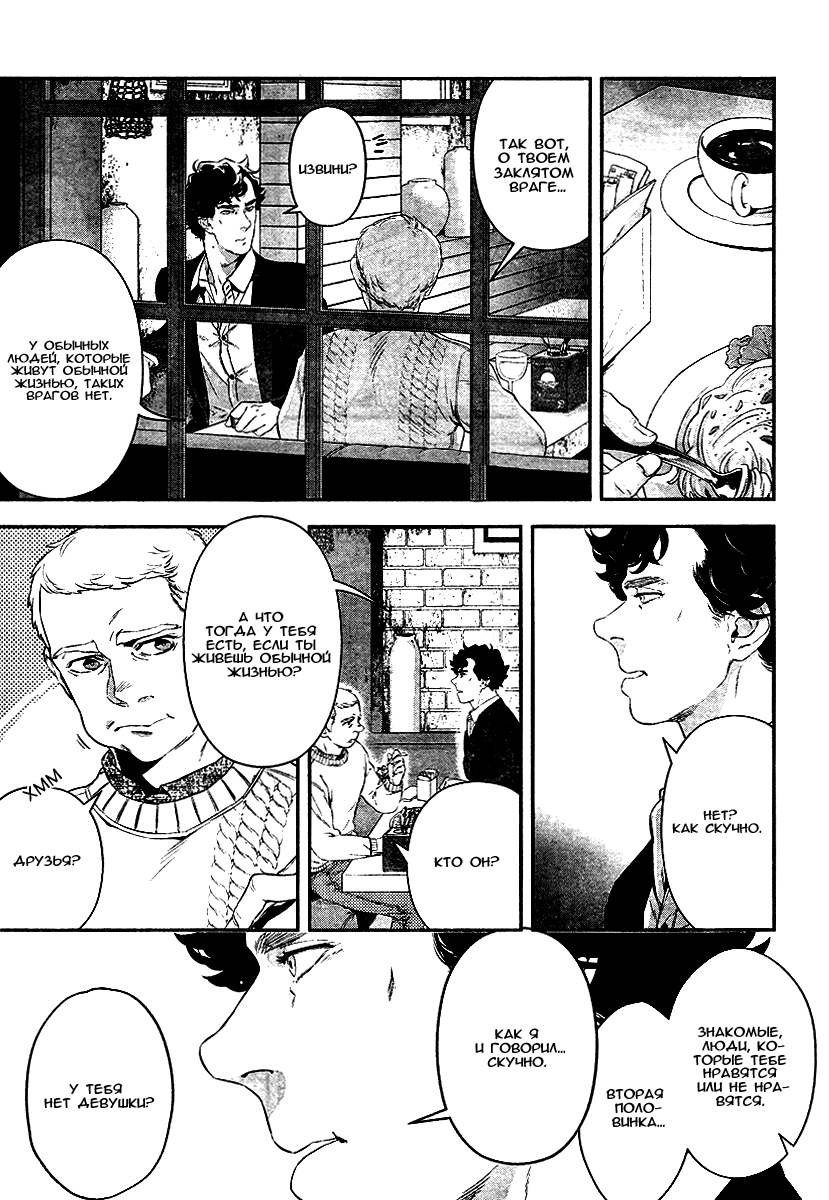 ТАК ВОТ,
О ТВОЕМ
ЗАКЛЯТОМ
ВРАГЕ...
ИЗВИНИ?
У ОБЫЧНЫХ
ЛЮДЕЙ, КОТОРЫЕ
ЖИВУТ ОБЫЧНОЙ
ЖИЗНЬЮ, ТАКИХ
ВРАГОВ НЕТ.
НЕТ?
КАК СКУЧНО.
КТО ОН?
А ЧТО
ТОГДА У ТЕБЯ
ЕСТЬ, ЕСЛИ ТЫ
ЖИВЕШЬ ОБЫЧНОЙ
ЖИЗНЬЮ?
ХММ
ДРУЗЬЯ?
ЗНАКОМЫЕ,
ЛЮДИ, КО-
ТОРЫЕ ТЕБЕ
НРАВЯТСЯ
ИЛИ НЕ НРА-
ВЯТСЯ.
ВТОРАЯ
ПОЛО-
ВИНКА...
КАК Я
И ГОВОРИЛ...
СКУЧНО.
У ТЕБЯ
НЕТ ДЕВУШКИ?